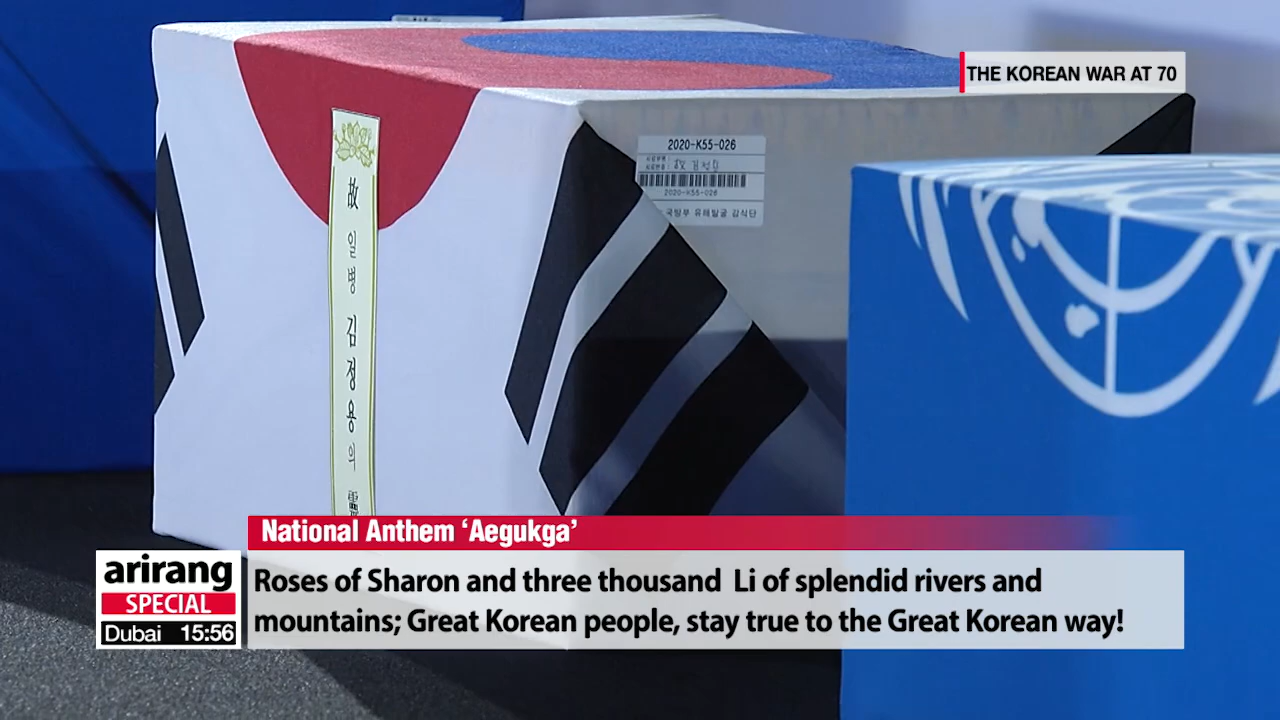 THE KOREAN WAR AT 70
2020-K55-026
2020-K55-026
국방부 유해발굴 감식단
故 일병 김정용의 靈
National Anthem ‘Aegukga’
Roses of Sharon and three thousand Li of splendid rivers and
mountains; Great Korean people, stay true to the Great Korean way!
arirang
SPECIAL
Dubai 15:56